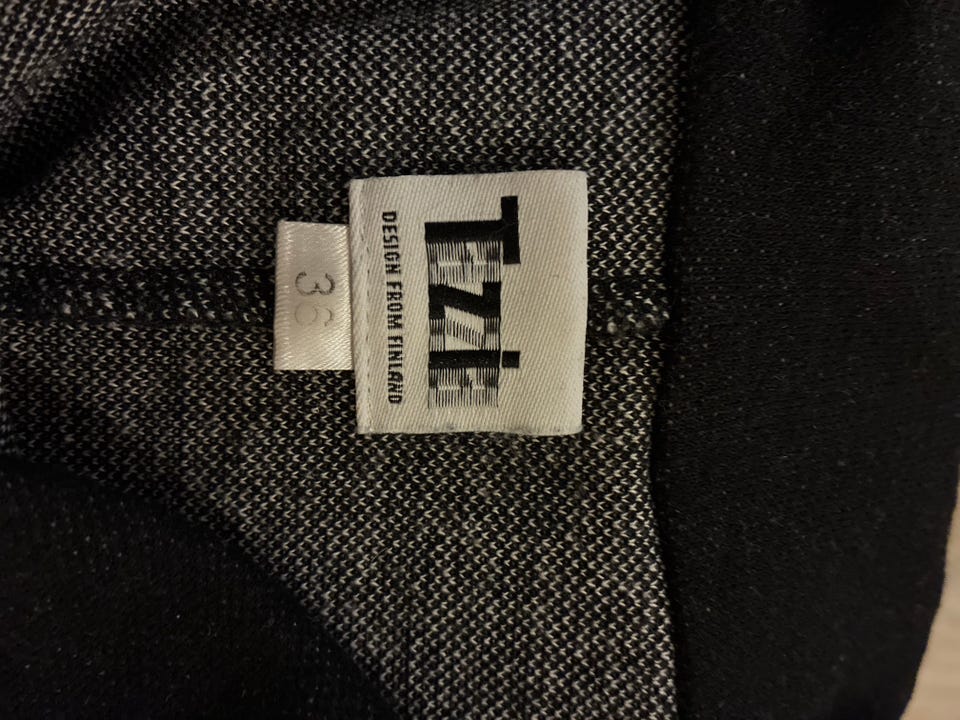 TEZiE
DESIGN FROM FINLAND
36